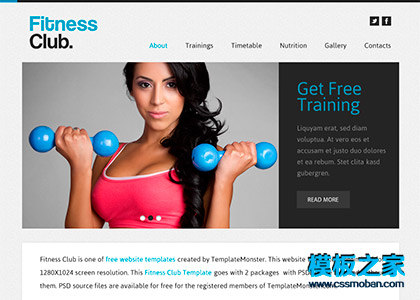 Fitness
Club.
About Trainings Timetable Nutrition Gallery Contacts
Get Free
Training
Liquyam erat, sed diam
voluptua. At vero eos et
accusam et justo duo dolores
et ea rebum. Stet clita kasd
gubergren.
READ MORE
Fitness Club is one of free website templates created by TemplateMonster. This website
1280X1024 screen resolution. This Fitness Club Template goes with 2 packages with PSD
them. PSD source files are available for free for the registered members of TemplateMonster
模板之家
www.cssmoban.com